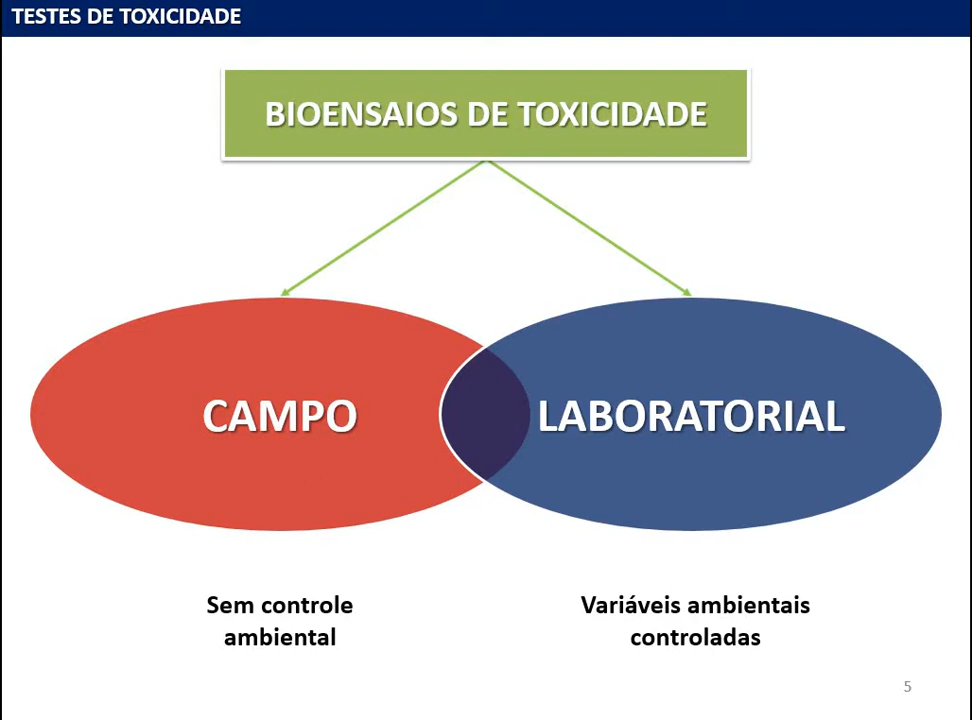 TESTES DE TOXICIDADE
BIOENSAIOS DE TOXICIDADE
CAMPO
LABORATORIAL
Sem controle
ambiental
Variáveis ambientais
controladas
5